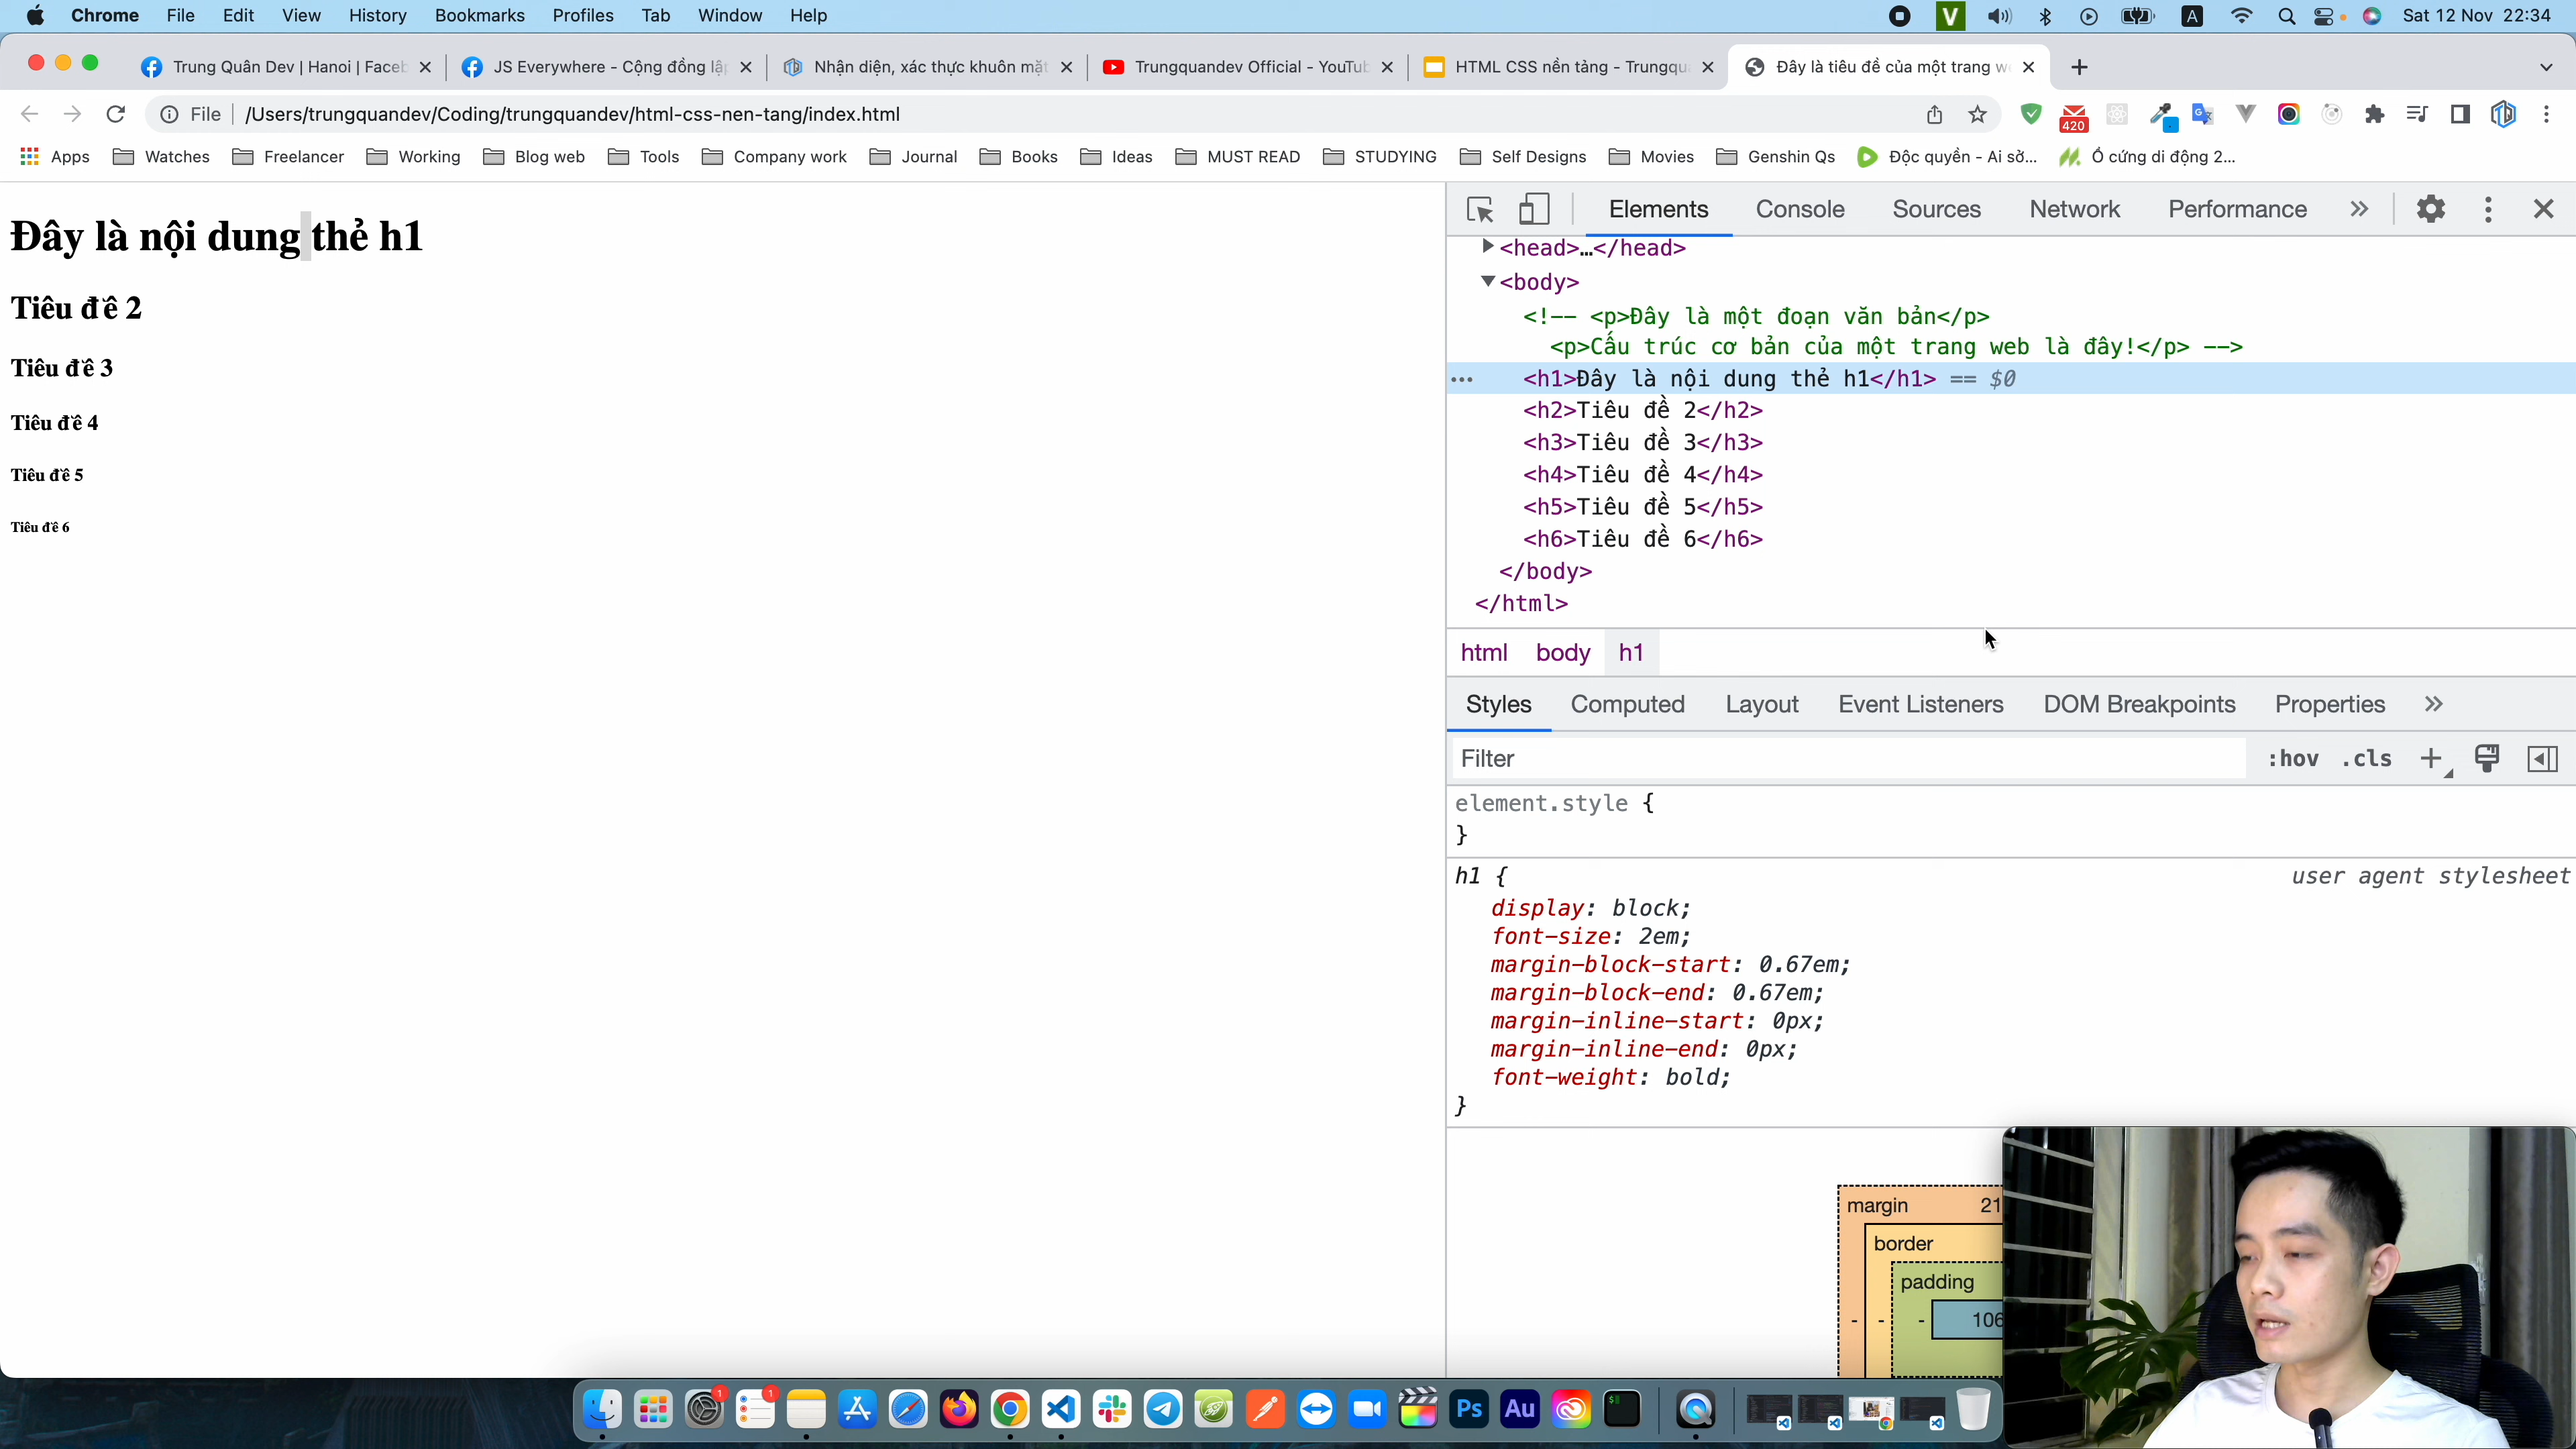 Chrome File Edit View History Bookmarks Profiles Tab Window Help
V A Sat 12 Nov 22:34
Trung Quân Dev | Hanoi | Faceb
JS Everywhere - Cộng đồng lập
Nhận diện, xác thực khuôn mặt
Trungquandev Official - YouTub
HTML CSS nền tảng - Trungqu
Đây là tiêu đề của một trang w
File /Users/trungquandev/Coding/trungquandev/html-css-nen-tang/index.html
420
Apps Watches Freelancer Working Blog web Tools Company work Journal Books Ideas MUST READ STUDYING Self Designs Movies Genshin Qs Độc quyền - Ai sở... Ổ cứng di động 2...
Đây là nội dung thẻ h1
Tiêu đề 2
Tiêu đề 3
Tiêu đề 4
Tiêu đề 5
Tiêu đề 6
Elements Console Sources Network Performance
<head>…</head>
<body>
<!-- <p>Đây là một đoạn văn bản</p>
<p>Cấu trúc cơ bản của một trang web là đây!</p> -->
<h1>Đây là nội dung thẻ h1</h1> == $0
<h2>Tiêu đề 2</h2>
<h3>Tiêu đề 3</h3>
<h4>Tiêu đề 4</h4>
<h5>Tiêu đề 5</h5>
<h6>Tiêu đề 6</h6>
</body>
</html>
html body h1
Styles Computed Layout Event Listeners DOM Breakpoints Properties
Filter :hov .cls
element.style {
}
h1 { user agent stylesheet
display: block;
font-size: 2em;
margin-block-start: 0.67em;
margin-block-end: 0.67em;
margin-inline-start: 0px;
margin-inline-end: 0px;
font-weight: bold;
}
margin 21
border
padding
- - - 106
1 1 Ps Au